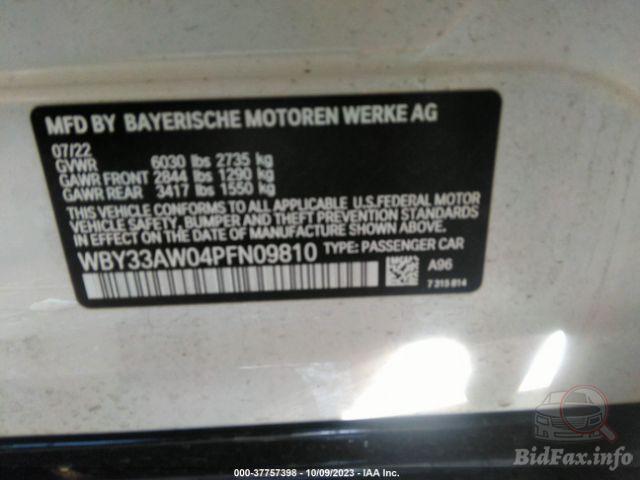 MFD BY BAYERISCHE MOTOREN WERKE AG
07/22
GVWR 6030 lbs 2735 kg
GAWR FRONT 2844 lbs 1290 kg
GAWR REAR 3417 lbs 1550 kg
THIS VEHICLE CONFORMS TO ALL APPLICABLE U.S.FEDERAL MOTOR
VEHICLE SAFETY, BUMPER AND THEFT PREVENTION STANDARDS
IN EFFECT ON THE DATE OF MANUFACTURE SHOWN ABOVE.
WBY33AW04PFN09810 TYPE: PASSENGER CAR
A96
7 315 814
BidFax.info
000-37757398 - 10/09/2023 - IAA Inc.